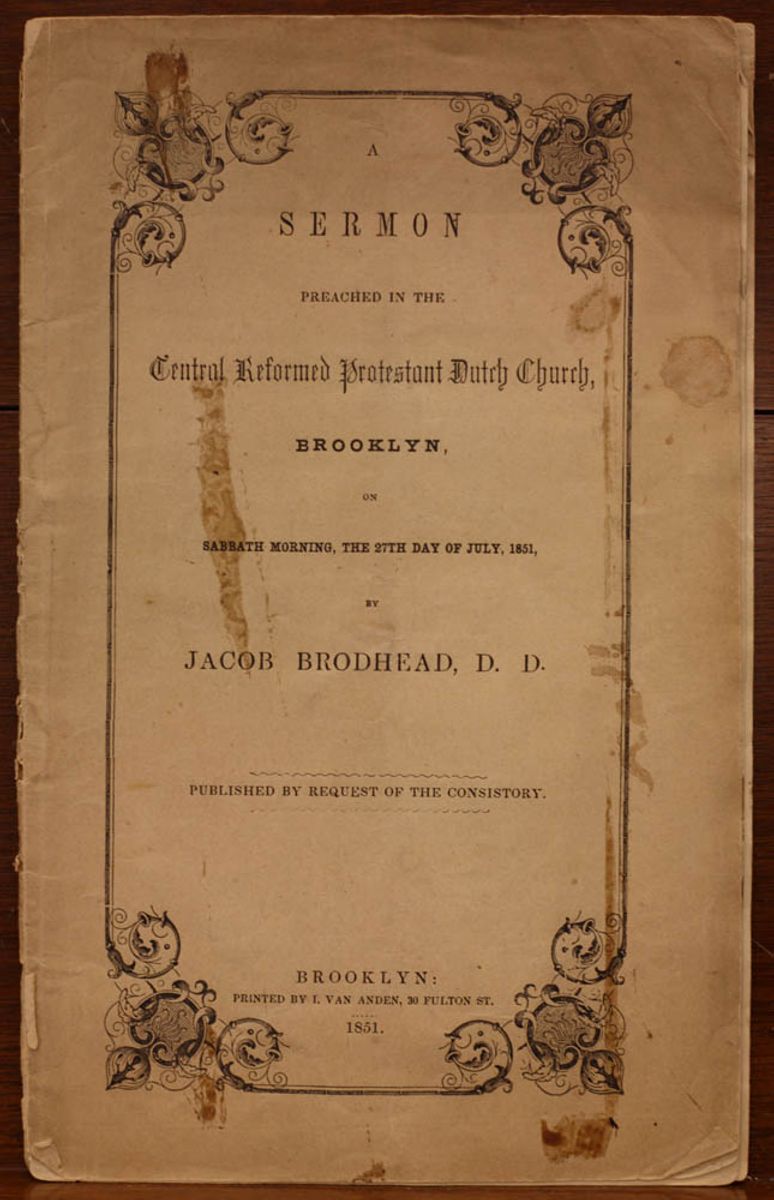 A
SERMON
PREACHED IN THE
Central Reformed Protestant Dutch Church,
BROOKLYN,
ON
SABBATH MORNING, THE 27TH DAY OF JULY, 1851,
BY
JACOB BRODHEAD, D. D.
PUBLISHED BY REQUEST OF THE CONSISTORY.
BROOKLYN:
PRINTED BY I. VAN ANDEN, 30 FULTON ST.
1851.